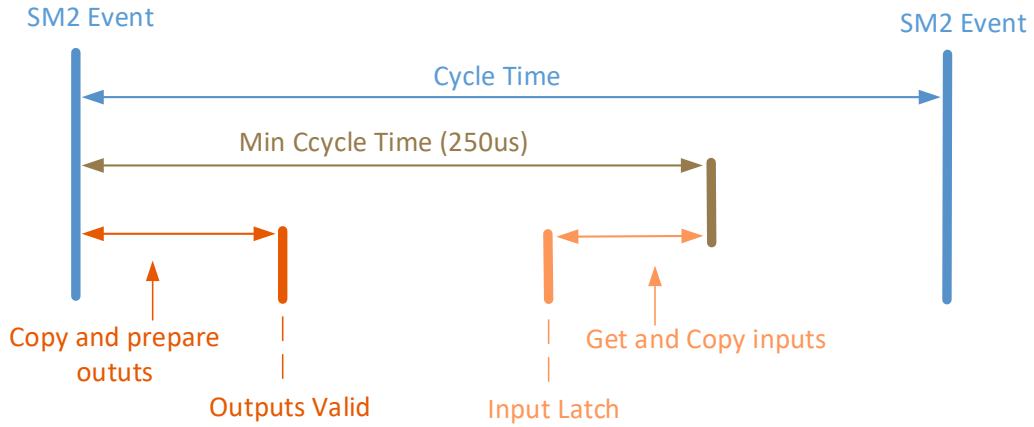 SM2 Event
SM2 Event
Cycle Time
Min Ccycle Time (250us)
Copy and prepare
oututs
Get and Copy inputs
Outputs Valid
Input Latch